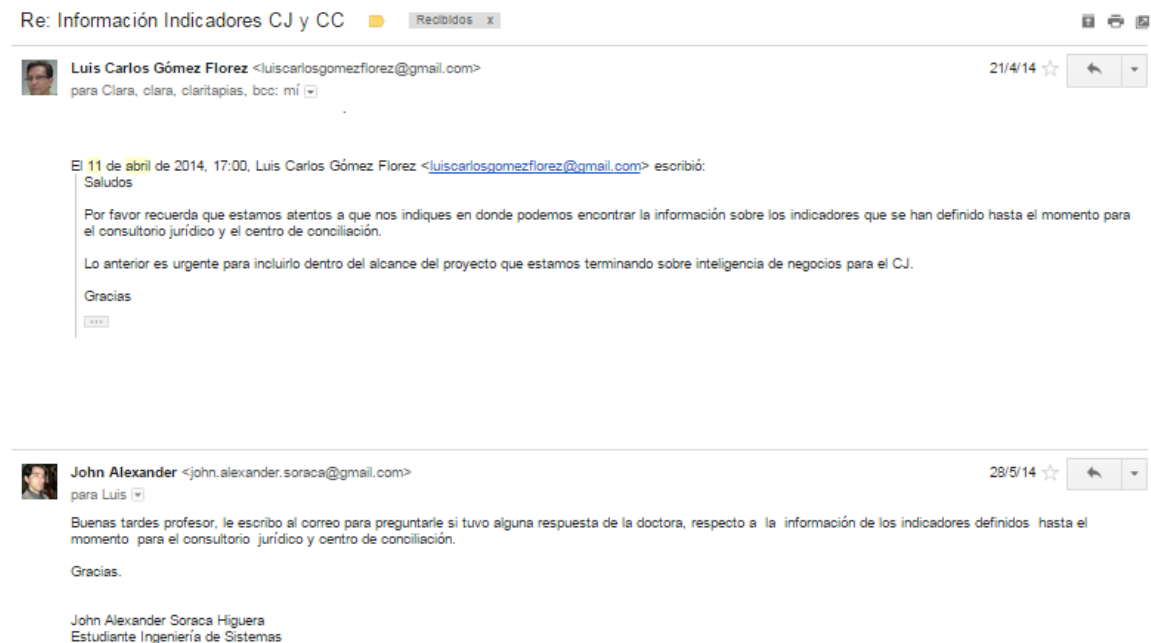 Re: Información Indicadores CJ y CC Recibidos x
Luis Carlos Gómez Florez <luiscarlosgomezflorez@gmail.com> 21/4/14
para Clara, clara, claritapias, bcc: mí
El 11 de abril de 2014, 17:00, Luis Carlos Gómez Florez <luiscarlosgomezflorez@gmail.com> escribió:
Saludos
Por favor recuerda que estamos atentos a que nos indiques en donde podemos encontrar la información sobre los indicadores que se han definido hasta el momento para
el consultorio jurídico y el centro de conciliación.
Lo anterior es urgente para incluirlo dentro del alcance del proyecto que estamos terminando sobre inteligencia de negocios para el CJ.
Gracias
...
John Alexander <john.alexander.soraca@gmail.com> 28/5/14
para Luis
Buenas tardes profesor, le escribo al correo para preguntarle si tuvo alguna respuesta de la doctora, respecto a la información de los indicadores definidos hasta el
momento para el consultorio jurídico y centro de conciliación.
Gracias.
John Alexander Soraca Higuera
Estudiante Ingeniería de Sistemas